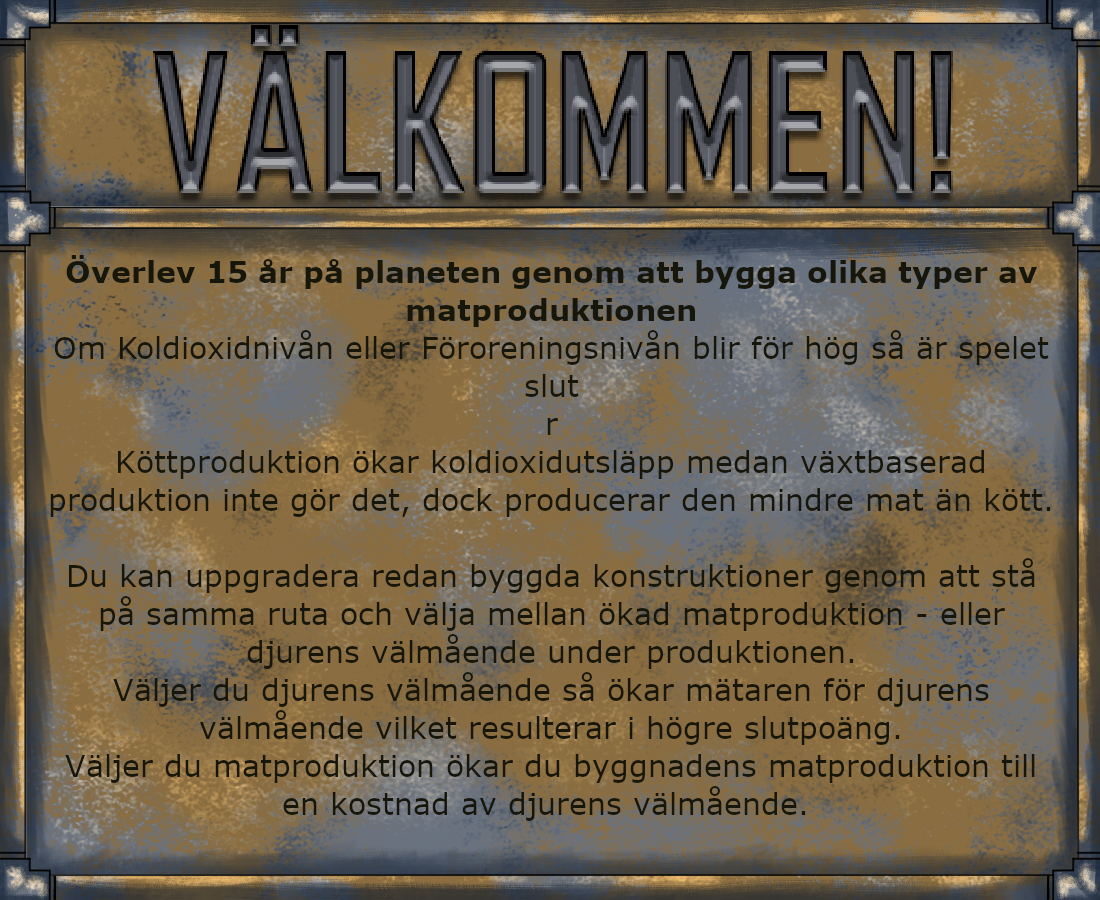 VÄLKOMMEN!
Överlev 15 år på planeten genom att bygga olika typer av
matproduktionen
Om Koldioxidnivån eller Föroreningsnivån blir för hög så är spelet
slut
r
Köttproduktion ökar koldioxidutsläpp medan växtbaserad
produktion inte gör det, dock producerar den mindre mat än kött.
Du kan uppgradera redan byggda konstruktioner genom att stå
på samma ruta och välja mellan ökad matproduktion - eller
djurens välmående under produktionen.
Väljer du djurens välmående så ökar mätaren för djurens
välmående vilket resulterar i högre slutpoäng.
Väljer du matproduktion ökar du byggnadens matproduktion till
en kostnad av djurens välmående.